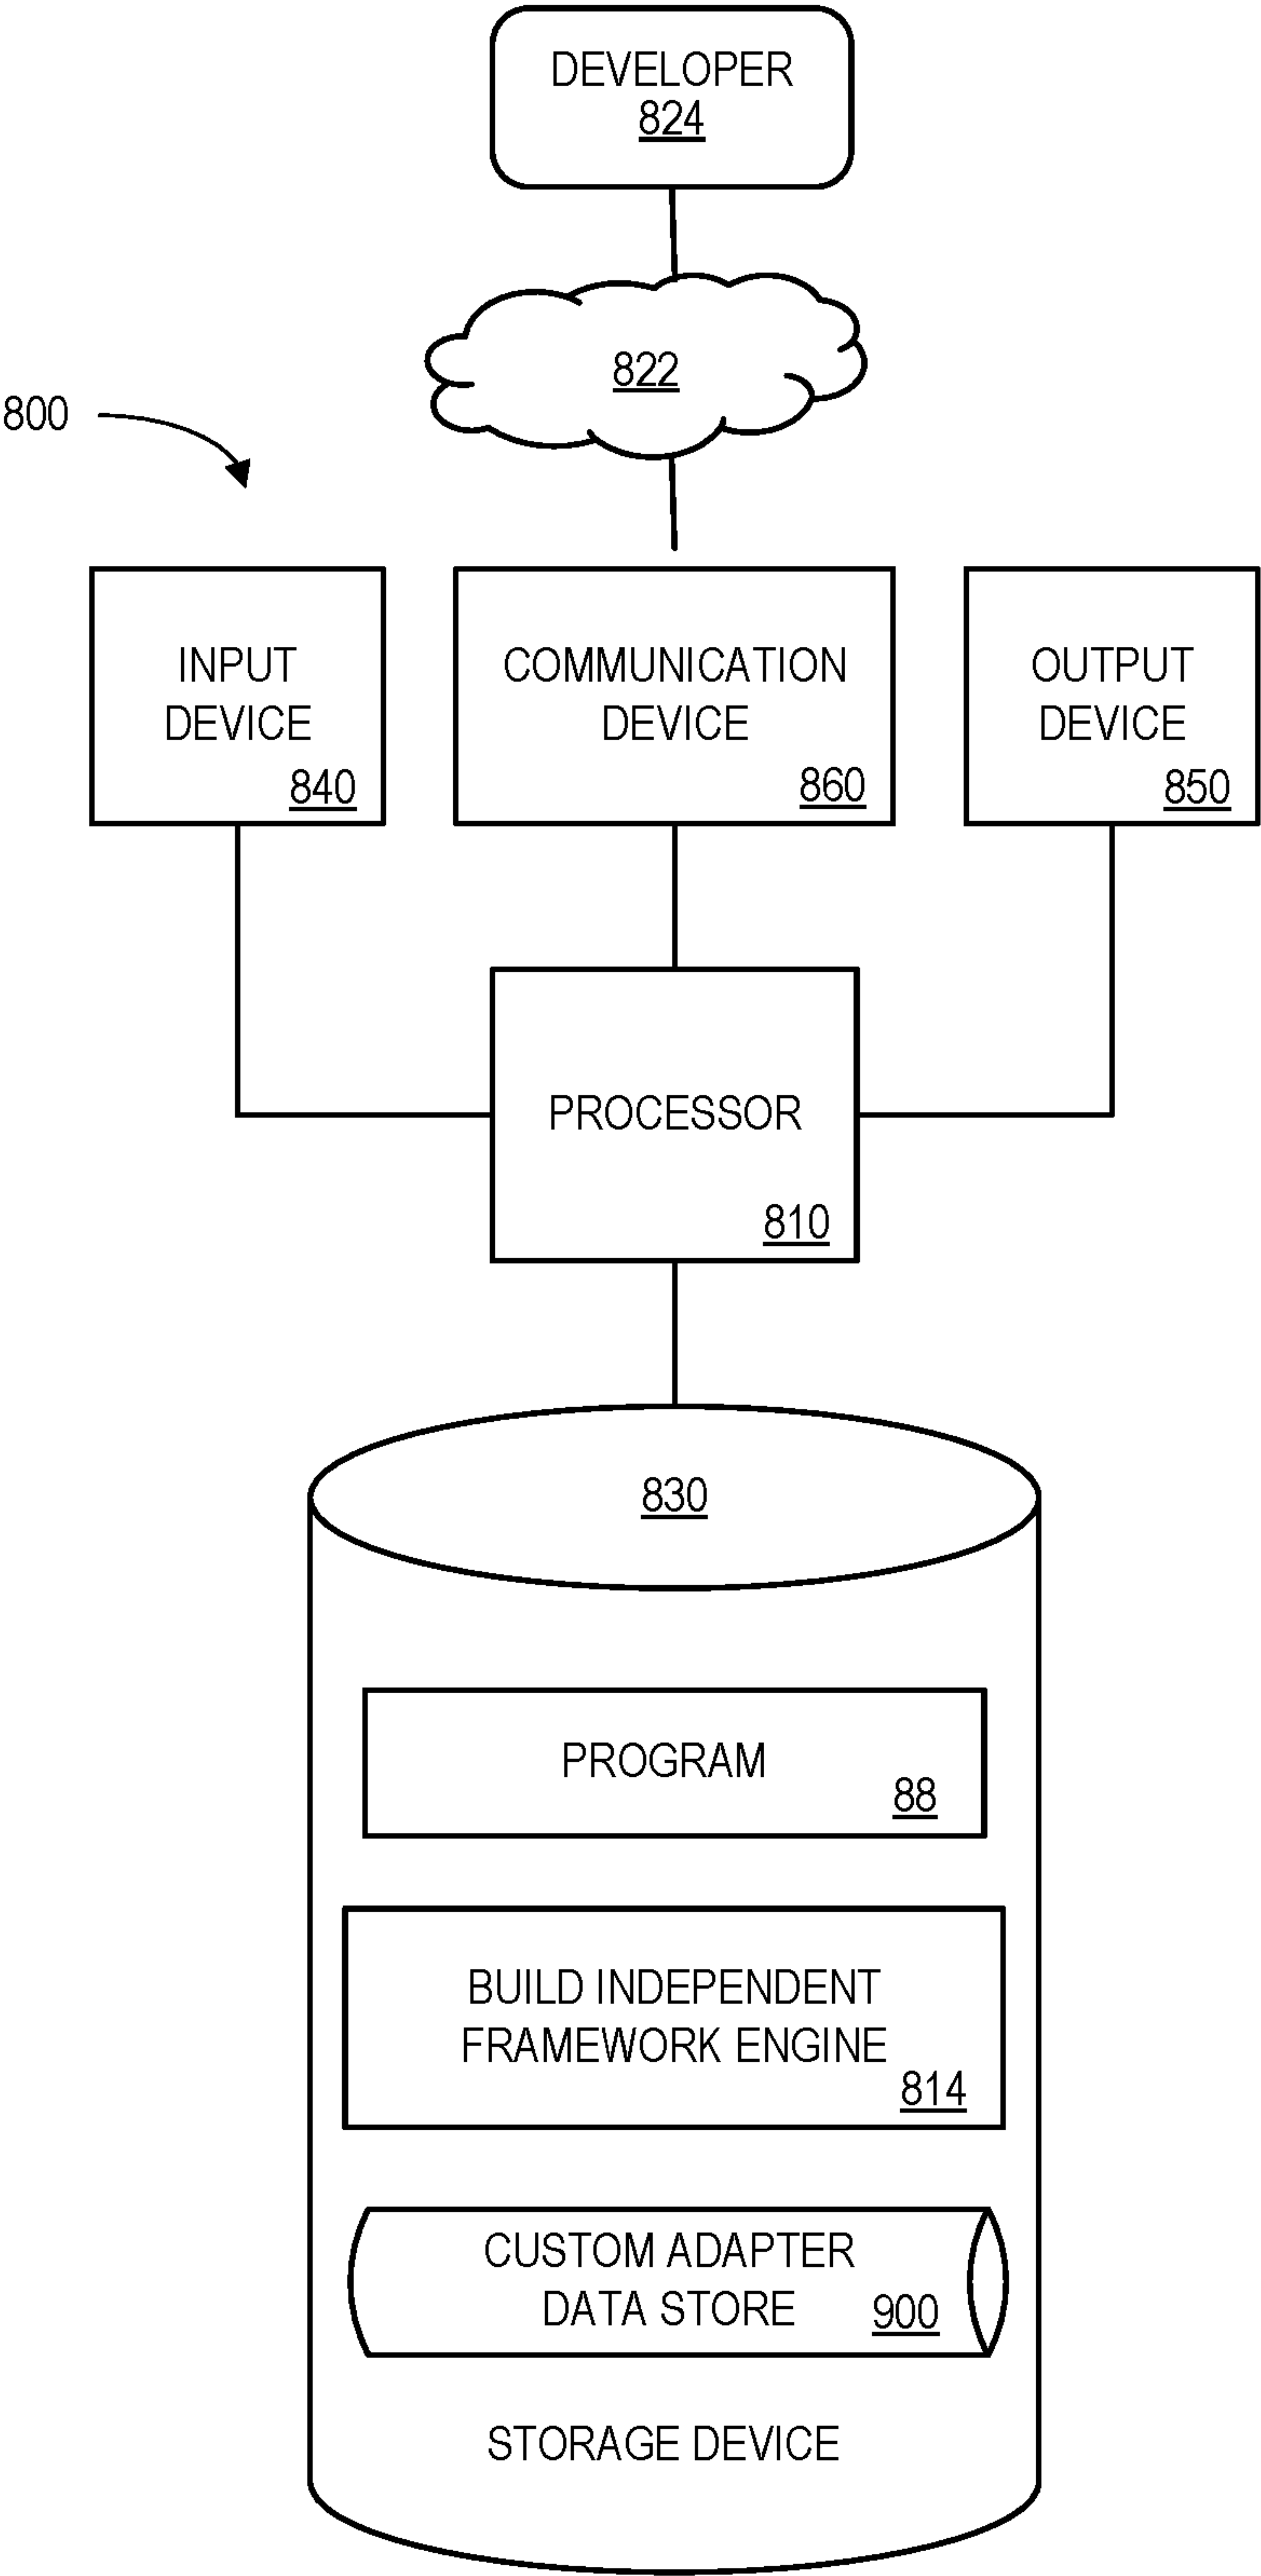 DEVELOPER
824
822
800
INPUT
DEVICE
840
COMMUNICATION
DEVICE
860
OUTPUT
DEVICE
850
PROCESSOR
810
830
PROGRAM
88
BUILD INDEPENDENT
FRAMEWORK ENGINE
814
CUSTOM ADAPTER
DATA STORE
900
STORAGE DEVICE